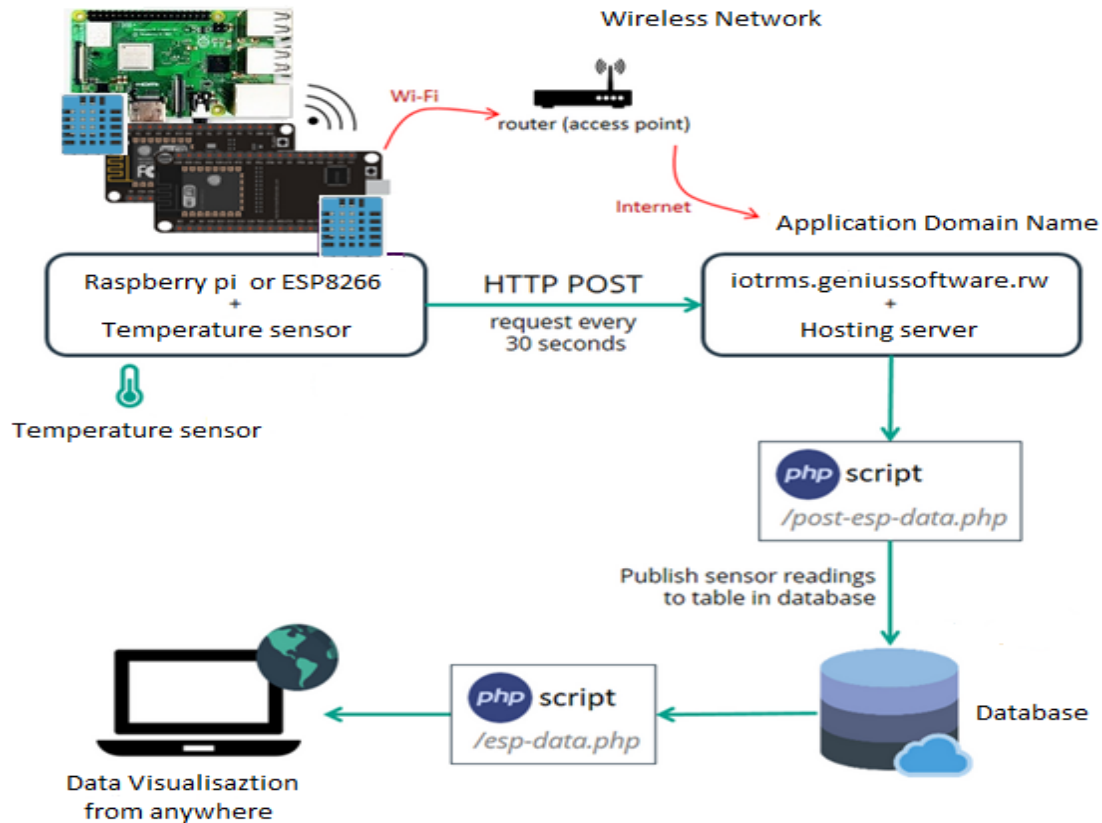 Wireless Network
Wi-Fi
router (access point)
Internet
Application Domain Name
Raspberry pi or ESP8266
+
Temperature sensor
HTTP POST
request every
30 seconds
iotrms.geniussoftware.rw
+
Hosting server
Temperature sensor
php script
/post-esp-data.php
Publish sensor readings
to table in database
Database
php script
/esp-data.php
Data Visualisaztion
from anywhere